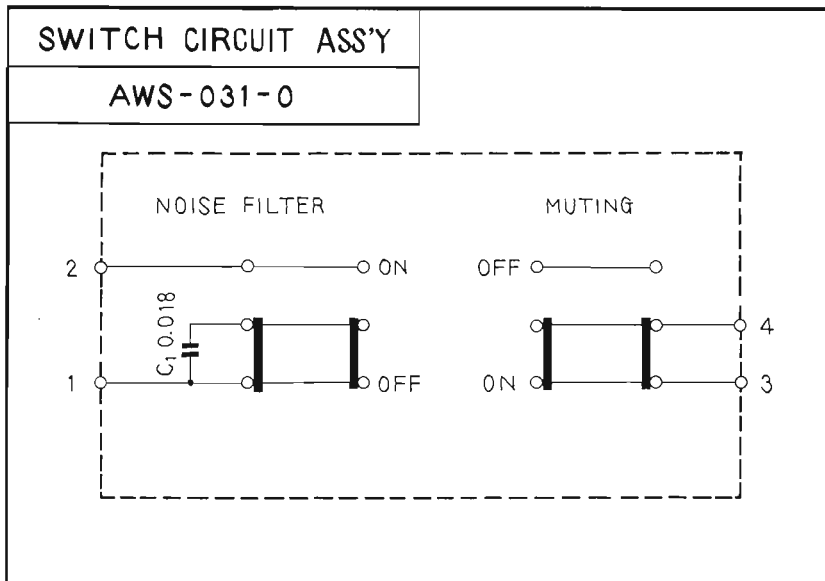 SWITCH CIRCUIT ASS'Y
AWS-031-0
NOISE FILTER
MUTING
2
ON
OFF
C1 0.018
4
1
OFF
ON
3